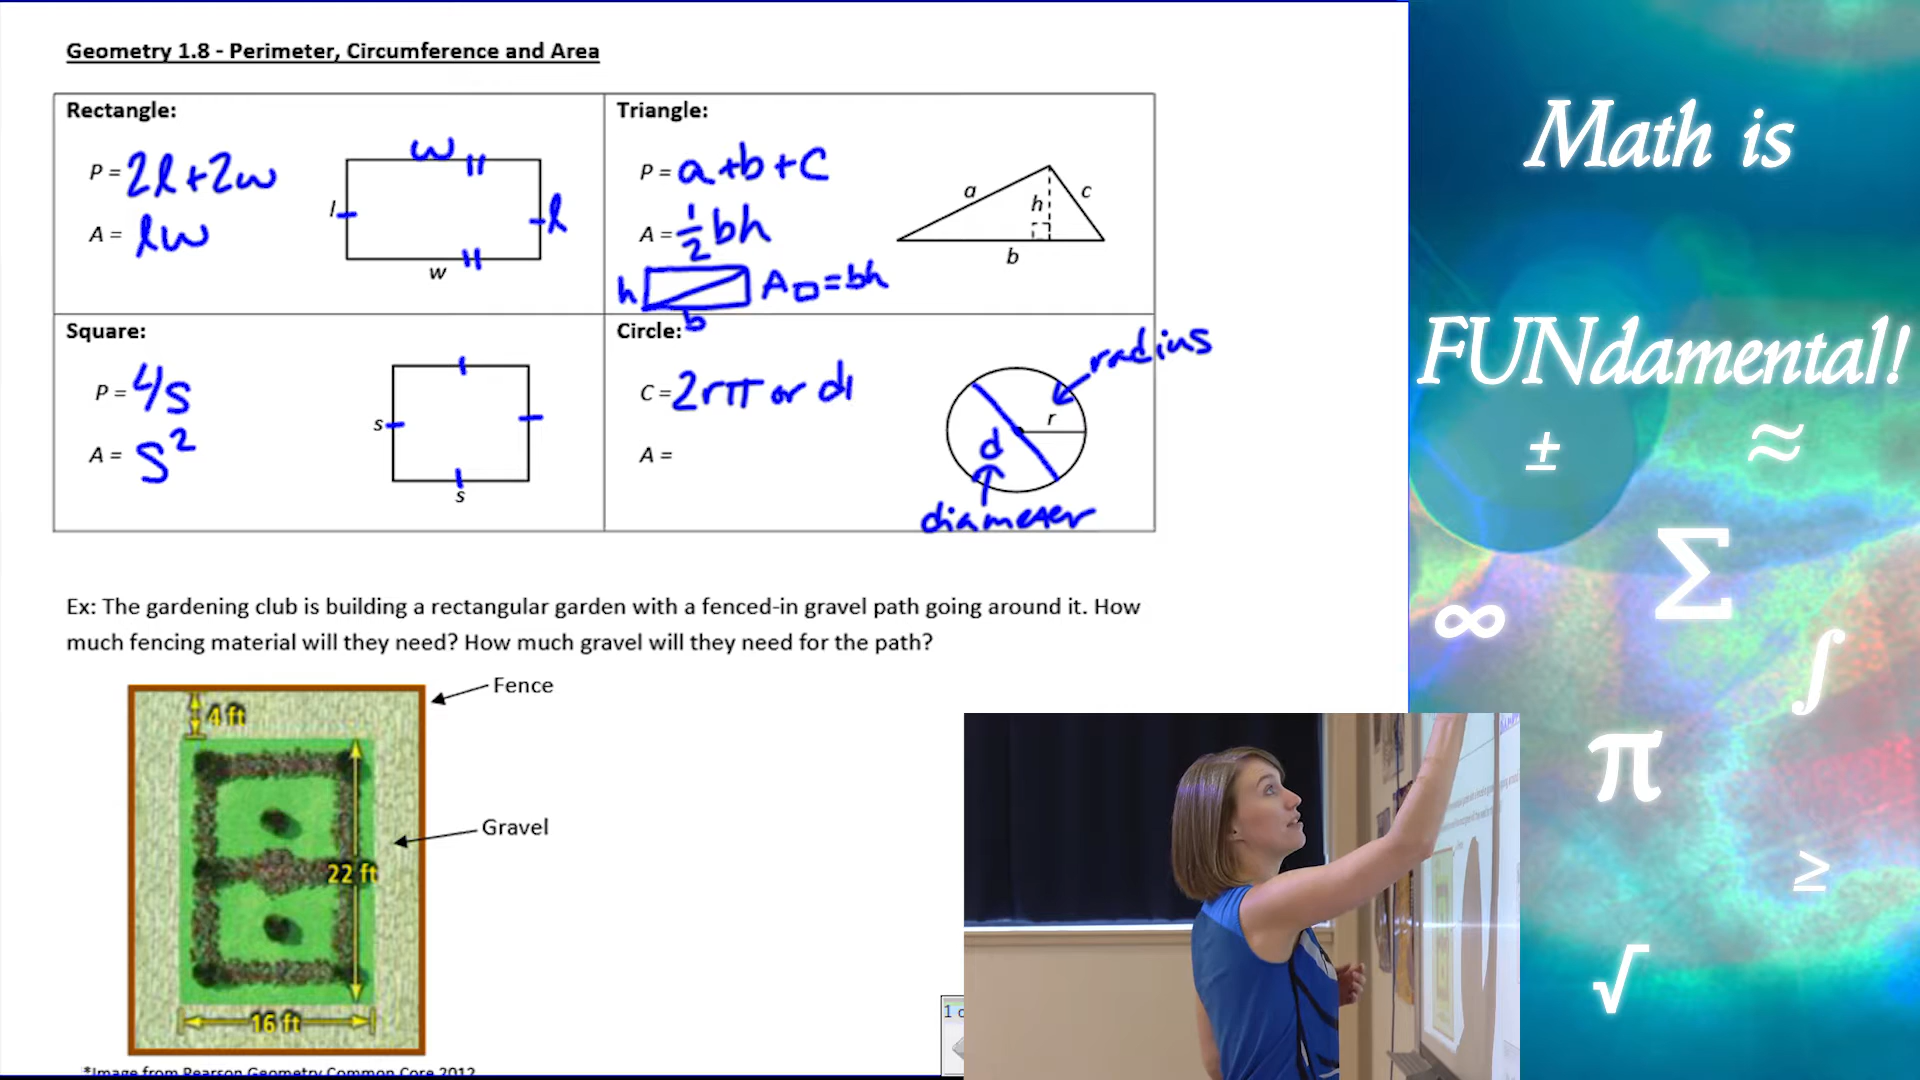 Geometry 1.8 - Perimeter, Circumference and Area
Rectangle:
P = 2l+2w
A = lw
w
l
l
w
Triangle:
P = a+b+c
A = ½bh
h
b
A□=bh
a
h
c
b
Square:
P = 4s
A = s²
s
s
Circle:
C = 2rπ or d
A =
radius
r
d
diameter
Ex: The gardening club is building a rectangular garden with a fenced-in gravel path going around it. How
much fencing material will they need? How much gravel will they need for the path?
Fence
4 ft
Gravel
22 ft
16 ft
*Image from Pearson Geometry Common Core 2012
Math is
FUNdamental!
± ≈
Σ
∞
∫
π
≥
√